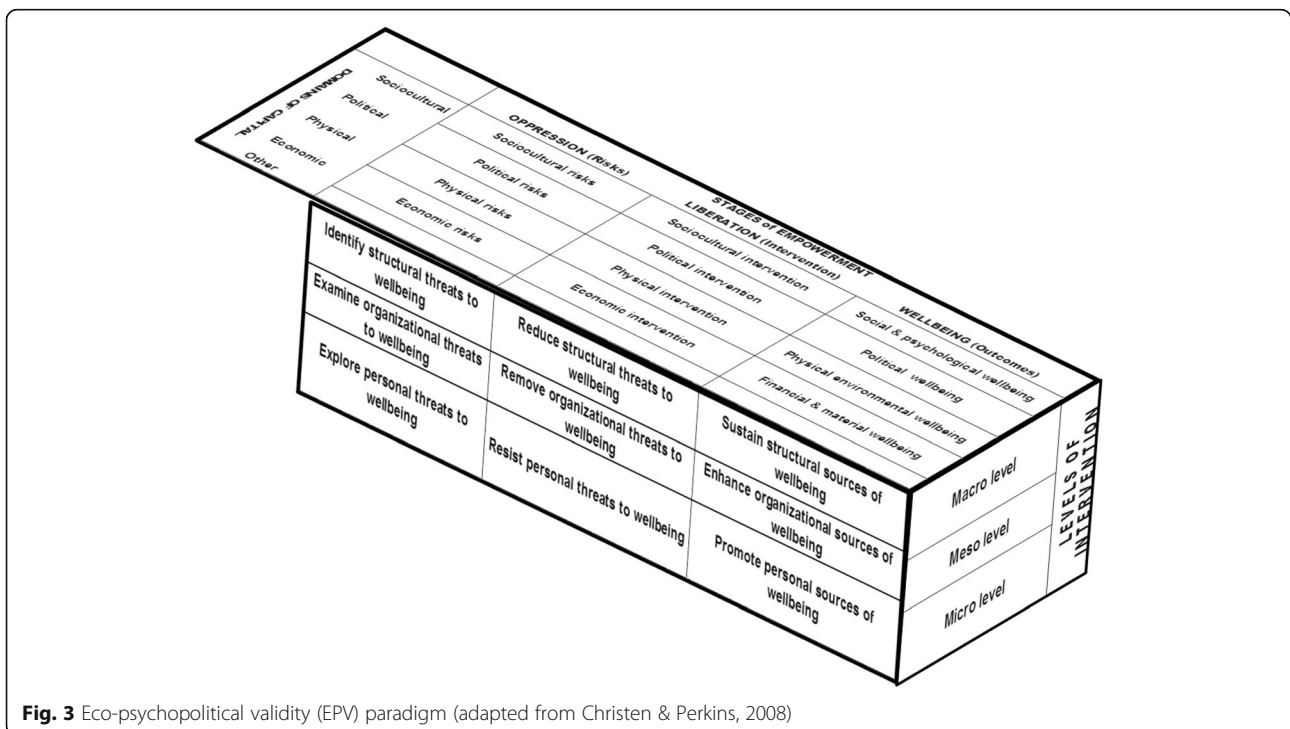 DOMAINS OF CAPITAL
Sociocultural
Political
Physical
Economic
Other
STAGES of EMPOWERMENT
OPPRESSION (Risks)
Sociocultural risks
Political risks
Physical risks
Economic risks
LIBERATION (Intervention)
Sociocultural intervention
Political intervention
Physical intervention
Economic intervention
WELLBEING (Outcomes)
Social & psychological wellbeing
Political wellbeing
Physical environmental wellbeing
Financial & material wellbeing
Identify structural threats to
wellbeing
Examine organizational threats
to wellbeing
Explore personal threats to
wellbeing
Reduce structural threats to
wellbeing
Remove organizational threats to
wellbeing
Resist personal threats to wellbeing
Sustain structural sources of
wellbeing
Enhance organizational sources of
wellbeing
Promote personal sources of
wellbeing
Macro level
Meso level
Micro level
LEVELS OF
INTERVENTION
Fig. 3 Eco-psychopolitical validity (EPV) paradigm (adapted from Christen & Perkins, 2008)